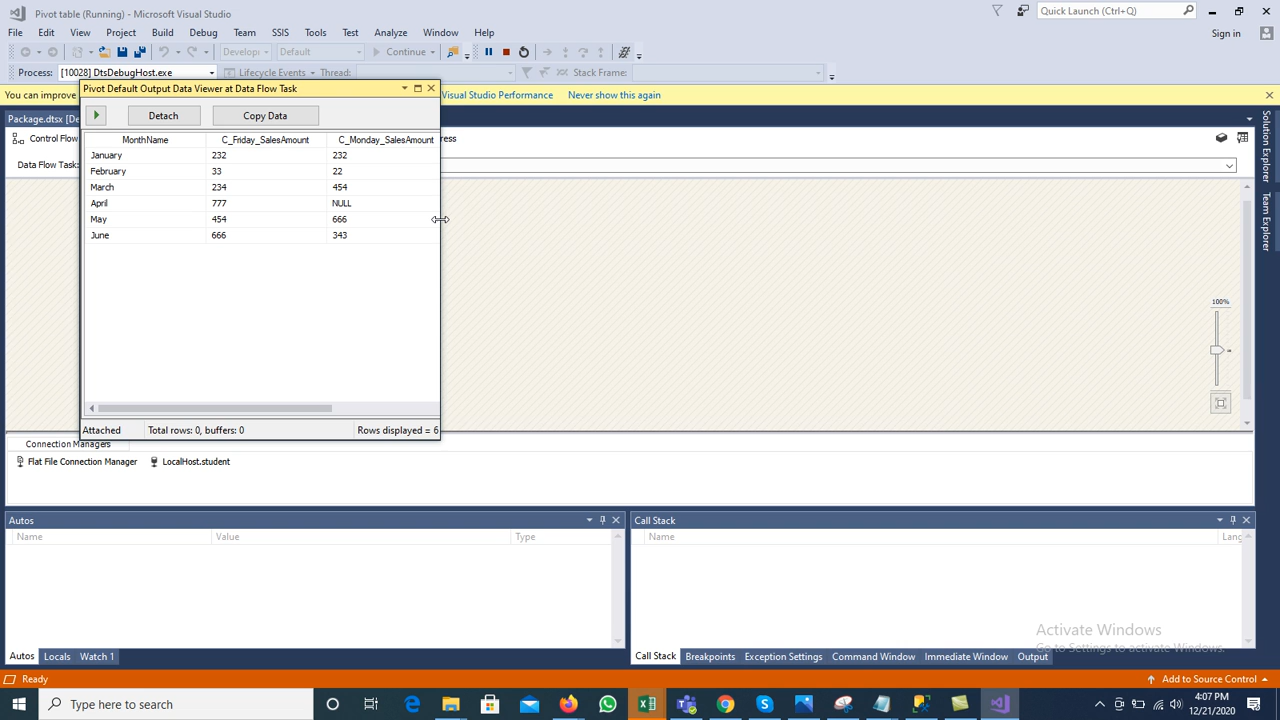 Pivot table (Running) - Microsoft Visual Studio
Quick Launch (Ctrl+Q)
File Edit View Project Build Debug Team SSIS Tools Test Analyze Window Help
Sign in
Develop Default Continue
Process: [10028] DtsDebugHost.exe Lifecycle Events Thread: Stack Frame:
You can improve Visual Studio Performance Never show this again
Pivot Default Output Data Viewer at Data Flow Task
Package.dtsx [De
Detach Copy Data
Control Flow ress
Data Flow Task:
MonthName C_Friday_SalesAmount C_Monday_SalesAmount
January 232 232
February 33 22
March 234 454
April 777 NULL
May 454 666
June 666 343
Solution Explorer
Team Explorer
100%
Attached Total rows: 0, buffers: 0 Rows displayed = 6
Connection Managers
Flat File Connection Manager LocalHost.student
Autos
Name Value Type
Autos Locals Watch 1
Call Stack
Name Lang
Call Stack Breakpoints Exception Settings Command Window Immediate Window Output
Activate Windows
Go to Settings to activate Windows.
Ready Add to Source Control
Type here to search
4:07 PM
12/21/2020